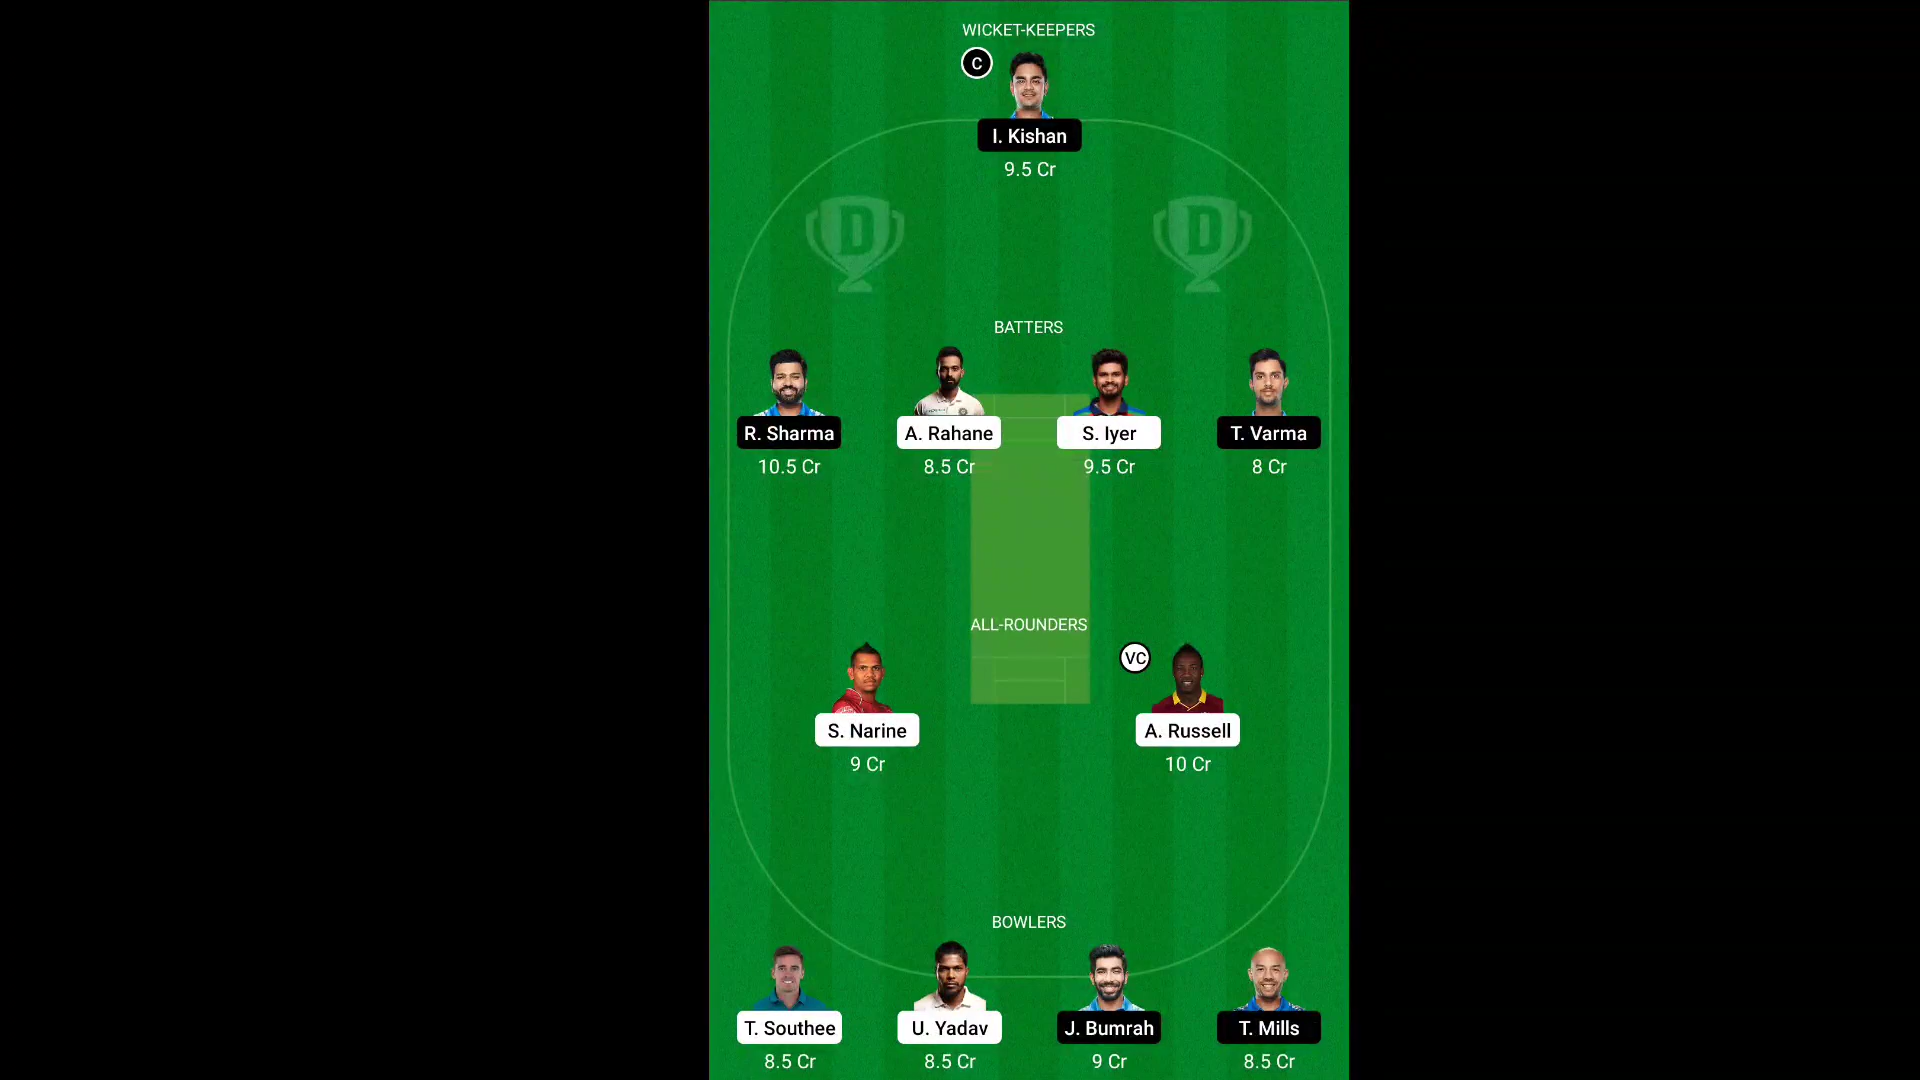 WICKET-KEEPERS
C
I. Kishan
9.5 Cr
D D
BATTERS
R. Sharma A. Rahane S. Iyer T. Varma
10.5 Cr 8.5 Cr 9.5 Cr 8 Cr
ALL-ROUNDERS
VC
S. Narine A. Russell
9 Cr 10 Cr
BOWLERS
T. Southee U. Yadav J. Bumrah T. Mills
8.5 Cr 8.5 Cr 9 Cr 8.5 Cr